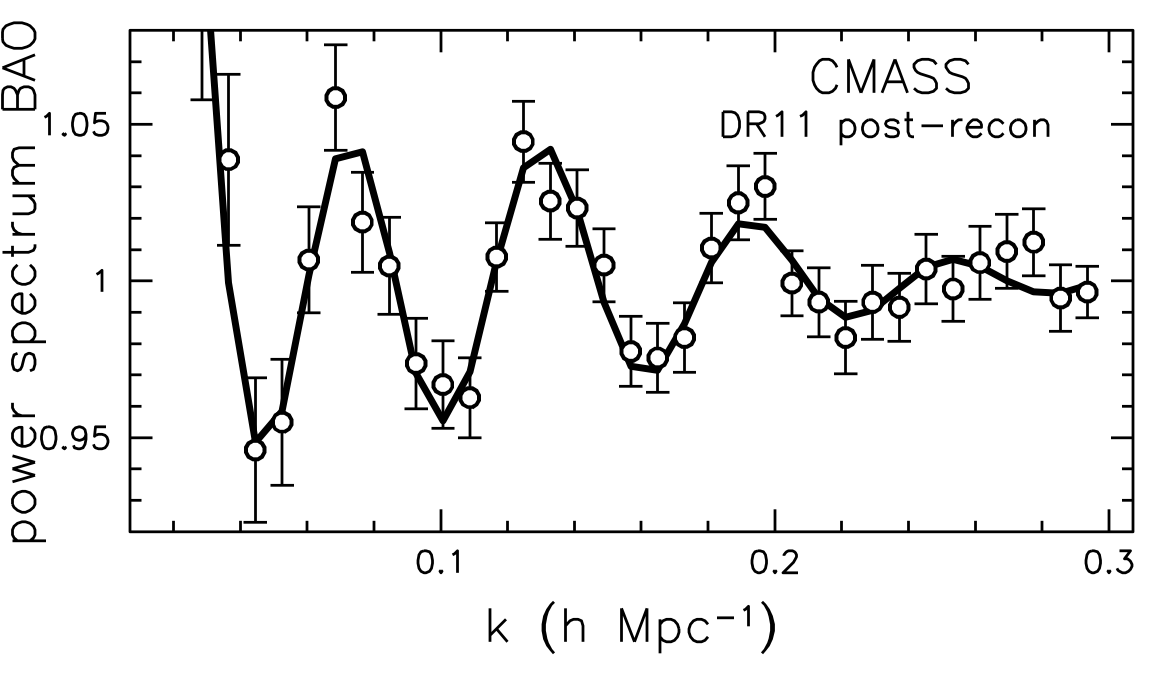 power spectrum BAO
1.05
1
0.95
CMASS
DR11 post-recon
0.1 0.2 0.3
k (h Mpc⁻¹)